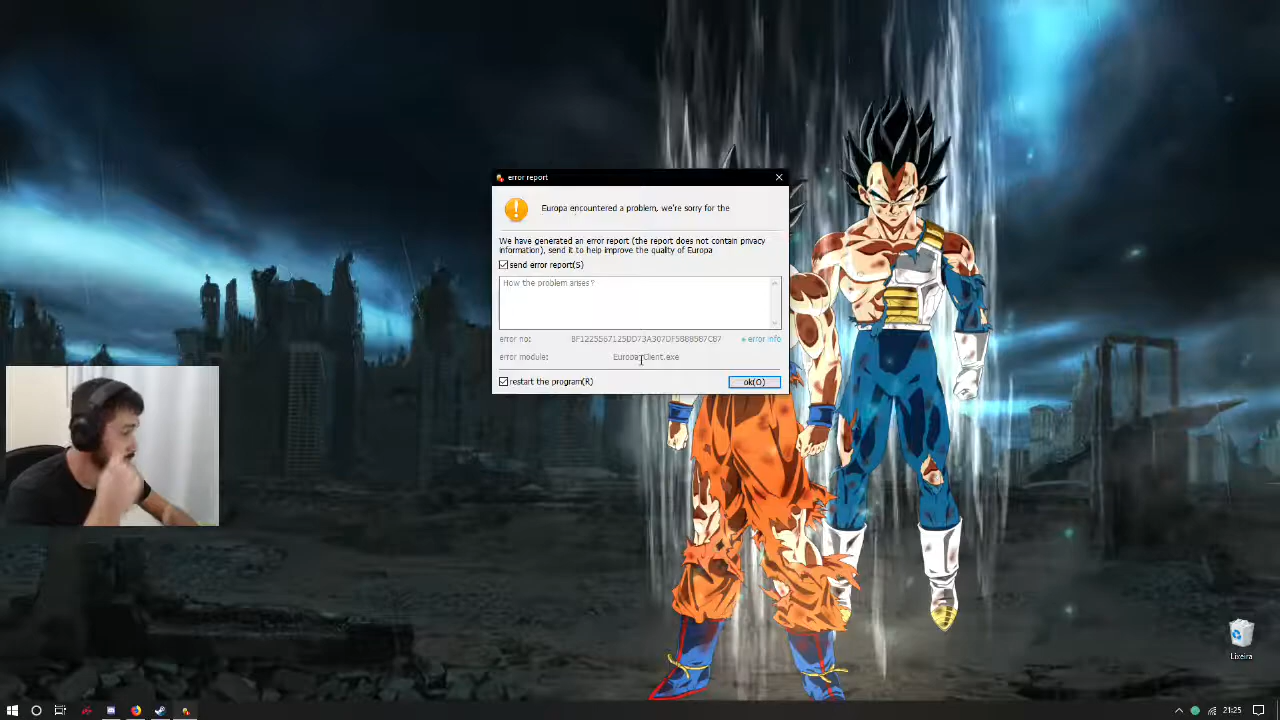 error report
Europa encountered a problem, we're sorry for the
We have generated an error report (the report does not contain privacy
information), send it to help improve the quality of Europa
send error report(S)
How the problem arises?
error no:
error info
error module:
Europa_Client.exe
restart the program(R)
ok(O)
Lixeira
21:25